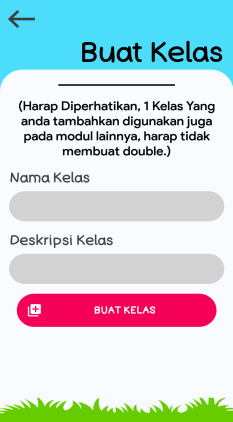 Buat Kelas
(Harap Diperhatikan, 1 Kelas Yang
anda tambahkan digunakan juga
pada modul lainnya, harap tidak
membuat double.)
Nama Kelas
Deskripsi Kelas
BUAT KELAS